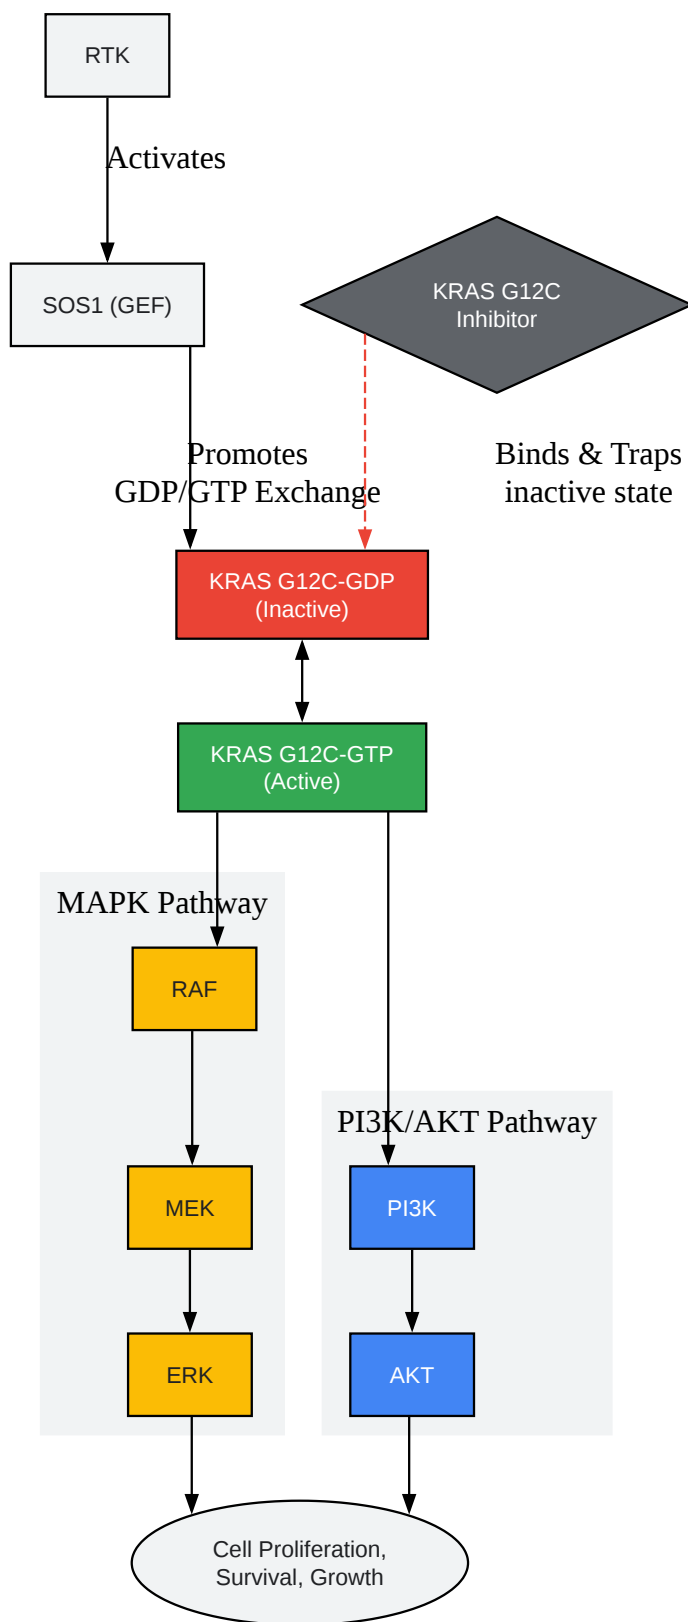 RTK
Activates
SOS1 (GEF)
KRAS G12C
Inhibitor
Promotes
GDP/GTP Exchange
Binds & Traps
inactive state
KRAS G12C-GDP
(Inactive)
KRAS G12C-GTP
(Active)
MAPK Pathway
RAF
PI3K/AKT Pathway
MEK
PI3K
ERK
AKT
Cell Proliferation,
Survival, Growth